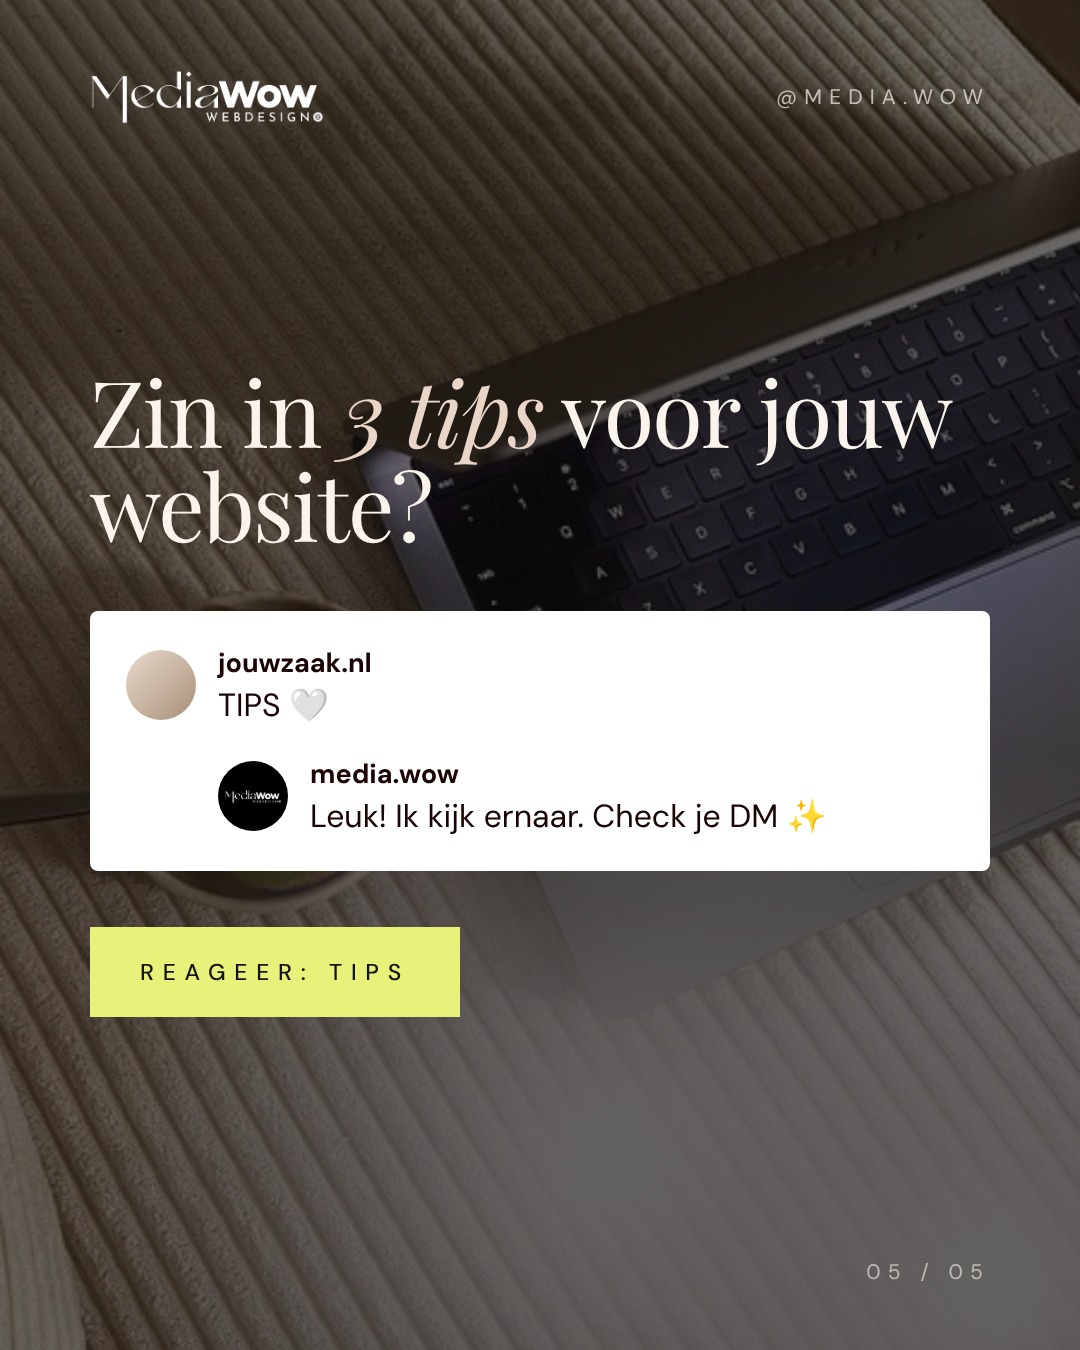 MediaWow
WEBDESIGN
@MEDIA.WOW
Zin in 3 tips voor jouw
website?
jouwzaak.nl
TIPS 🤍
media.wow
Leuk! Ik kijk ernaar. Check je DM ✨
REAGEER: TIPS
05 / 05